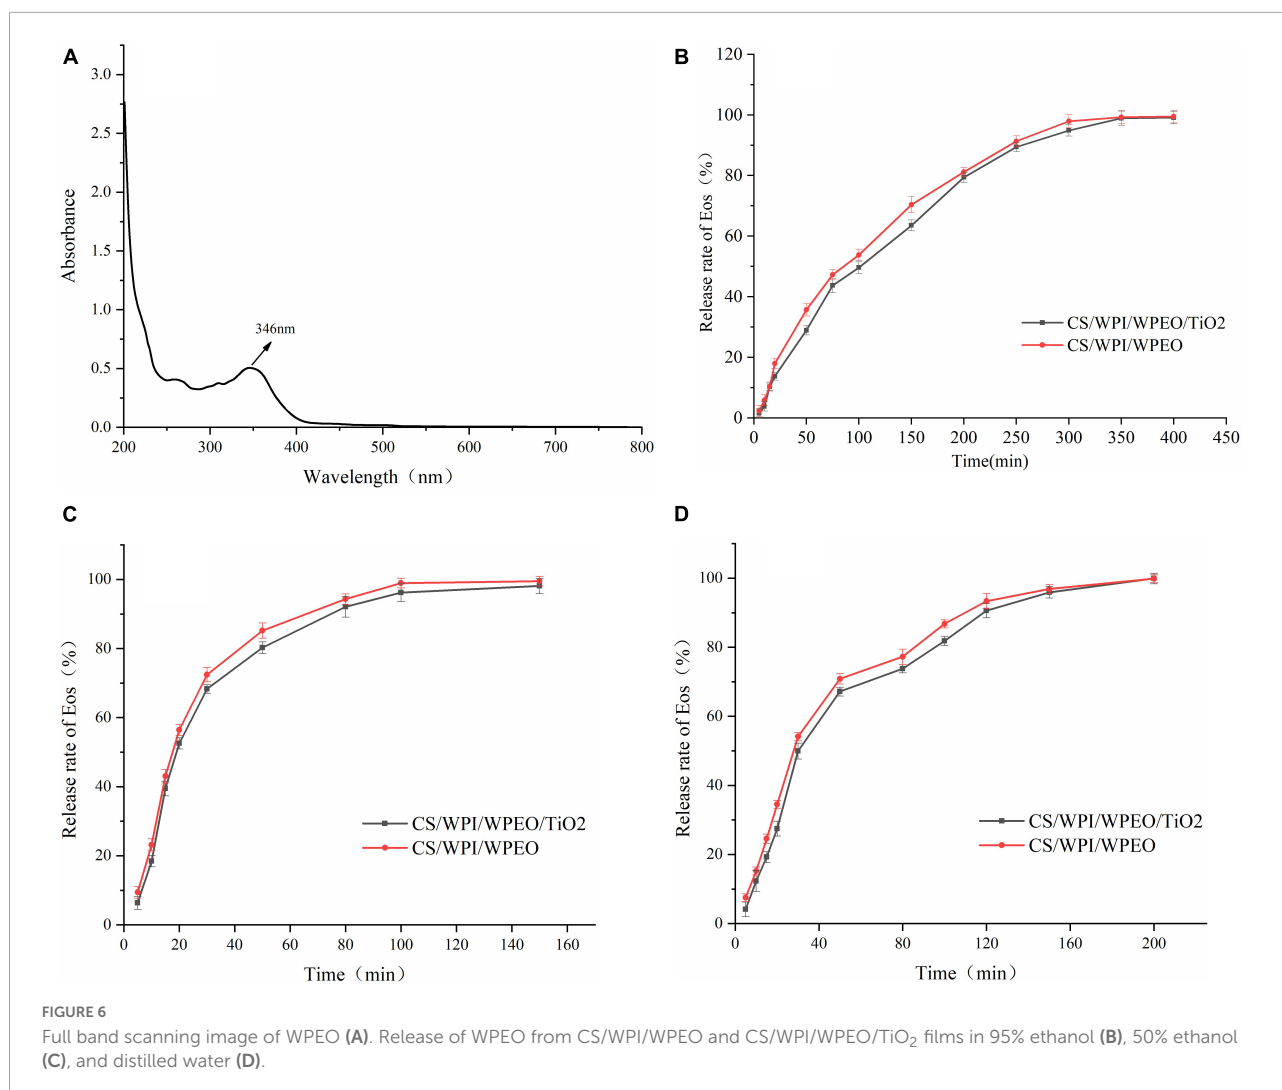 A
3.0
2.5
2.0
1.5
1.0
0.5
0.0
Absorbance
346nm
200 300 400 500 600 700 800
Wavelength（nm）
B
120
100
80
60
40
20
0
Release rate of Eos（%）
CS/WPI/WPEO/TiO2
CS/WPI/WPEO
0 50 100 150 200 250 300 350 400 450
Time(min)
C
100
80
60
40
20
0
Release rate of Eos（%）
CS/WPI/WPEO/TiO2
CS/WPI/WPEO
0 20 40 60 80 100 120 140 160
Time（min）
D
100
80
60
40
20
0
Release rate of Eos（%）
CS/WPI/WPEO/TiO2
CS/WPI/WPEO
0 40 80 120 160 200
Time（min）
FIGURE 6
Full band scanning image of WPEO (A). Release of WPEO from CS/WPI/WPEO and CS/WPI/WPEO/TiO₂ films in 95% ethanol (B), 50% ethanol
(C), and distilled water (D).